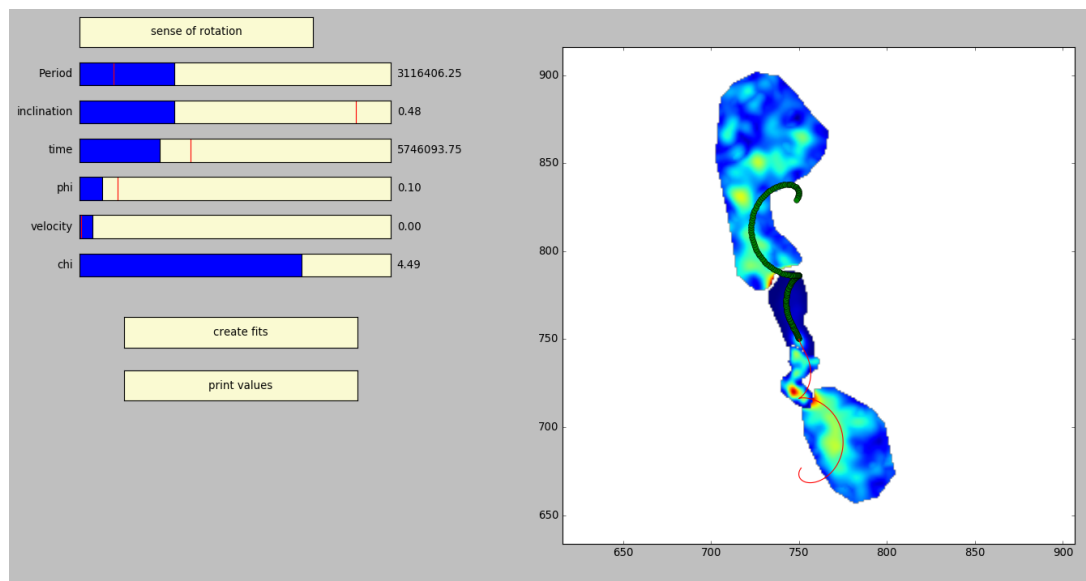 sense of rotation
Period 3116406.25
inclination 0.48
time 5746093.75
phi 0.10
velocity 0.00
chi 4.49
create fits
print values
900
850
800
750
700
650
650 700 750 800 850 900